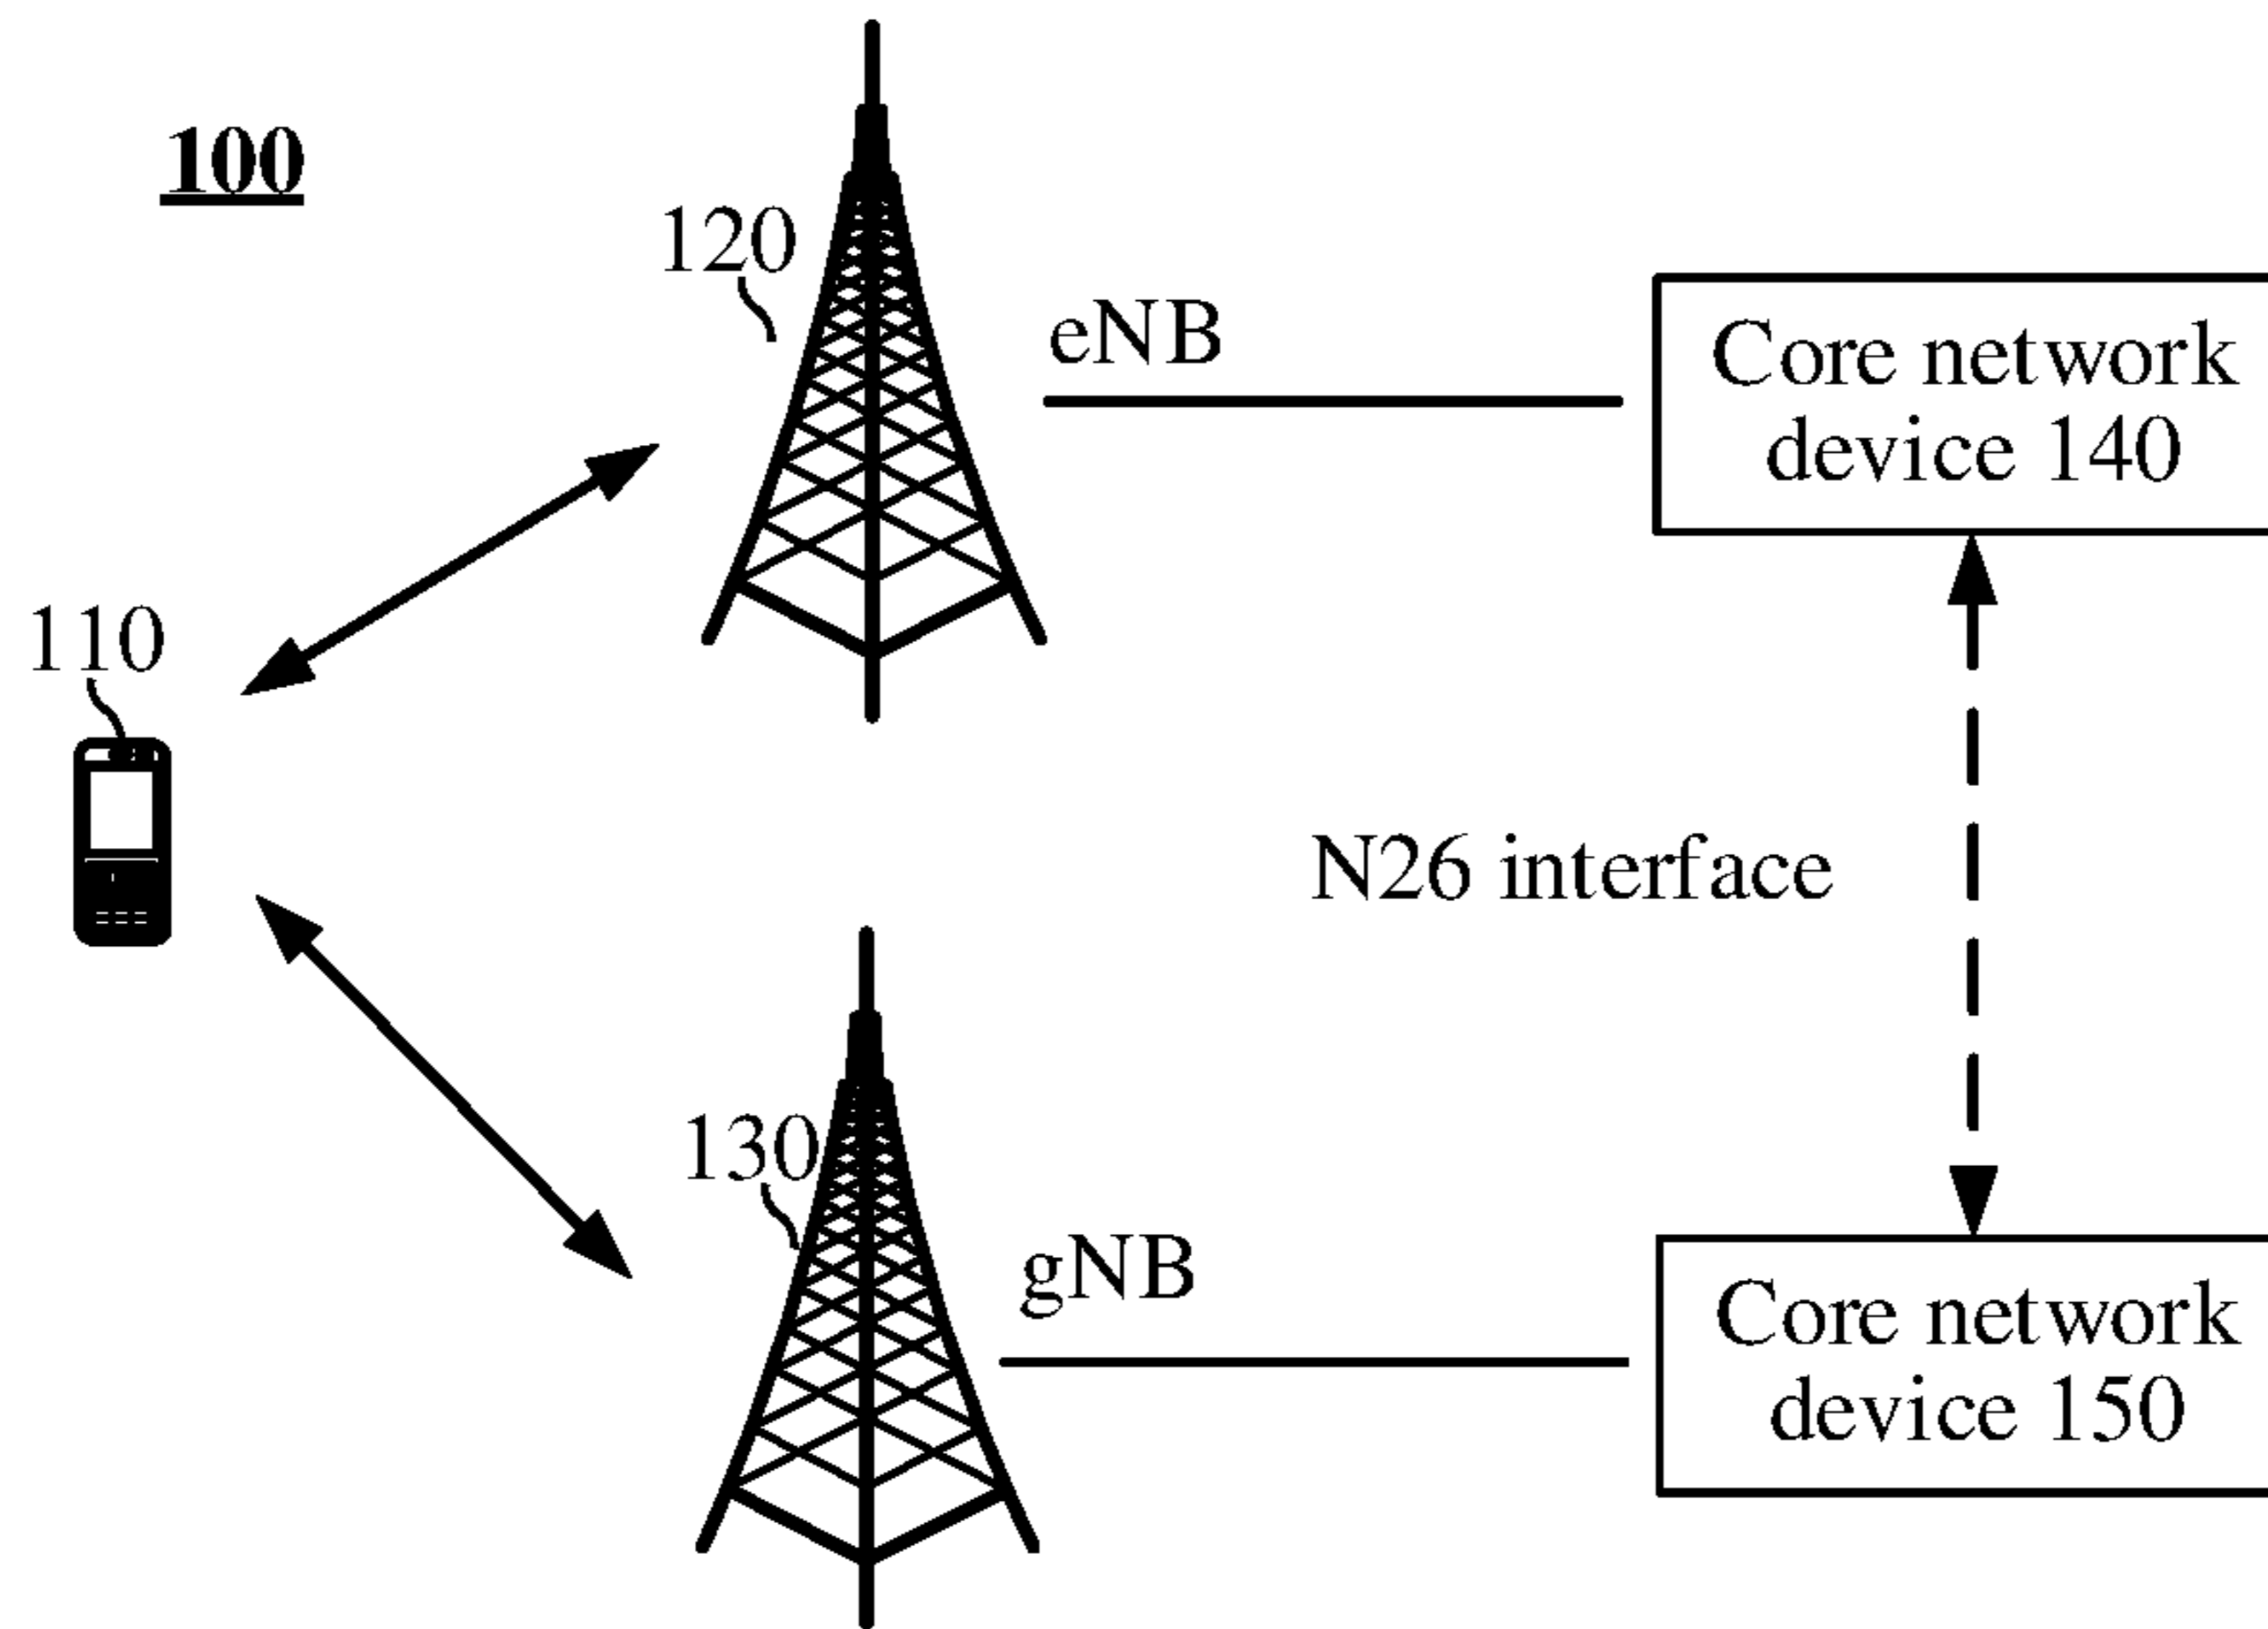 100
120
eNB
Core network
device 140
110
N26 interface
130
gNB
Core network
device 150